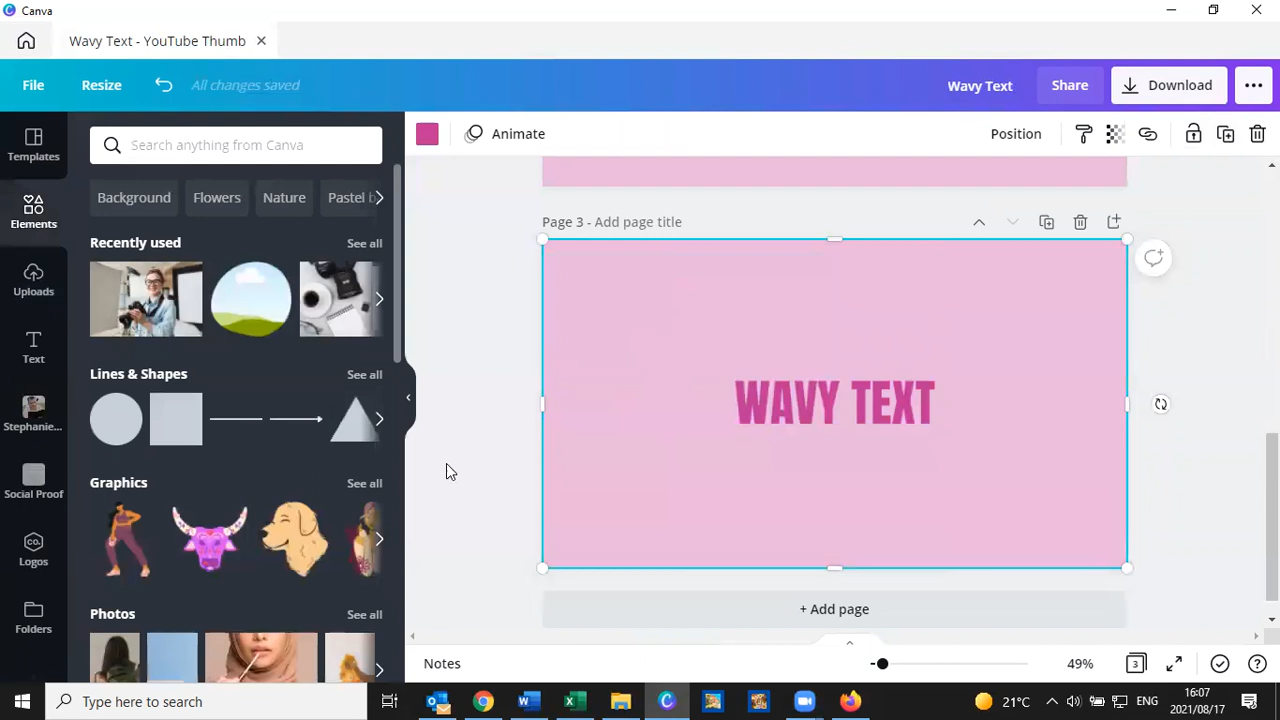 Canva
Wavy Text - YouTube Thumb
File
Resize
All changes saved
Wavy Text
Share
Download
Templates
Search anything from Canva
Animate
Position
Elements
Background
Flowers
Nature
Pastel b
Page 3 - Add page title
Recently used
See all
Uploads
Text
Lines & Shapes
See all
WAVY TEXT
Stephanie...
Graphics
See all
Social Proof
Logos
Photos
See all
+ Add page
Folders
Notes
49%
3
Type here to search
21°C
ENG
16:07
2021/08/17